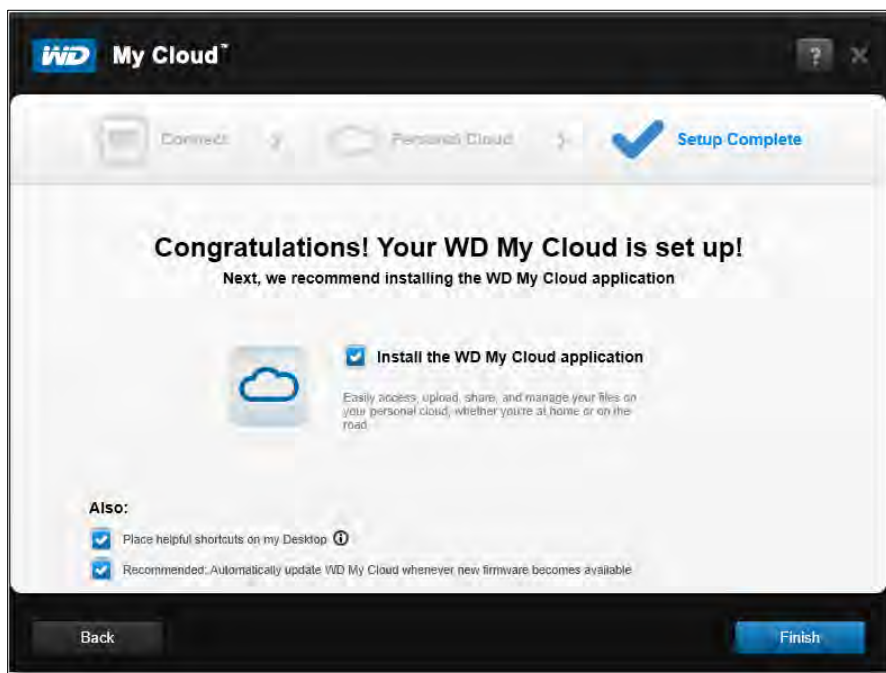 WD My Cloud™ ? ×
Connect > Personal Cloud > Setup Complete
Congratulations! Your WD My Cloud is set up!
Next, we recommend installing the WD My Cloud application
Install the WD My Cloud application
Easily access, upload, share, and manage your files on
your personal cloud, whether you're at home or on the
road
Also:
Place helpful shortcuts on my Desktop
Recommended: Automatically update WD My Cloud whenever new firmware becomes available
Back Finish